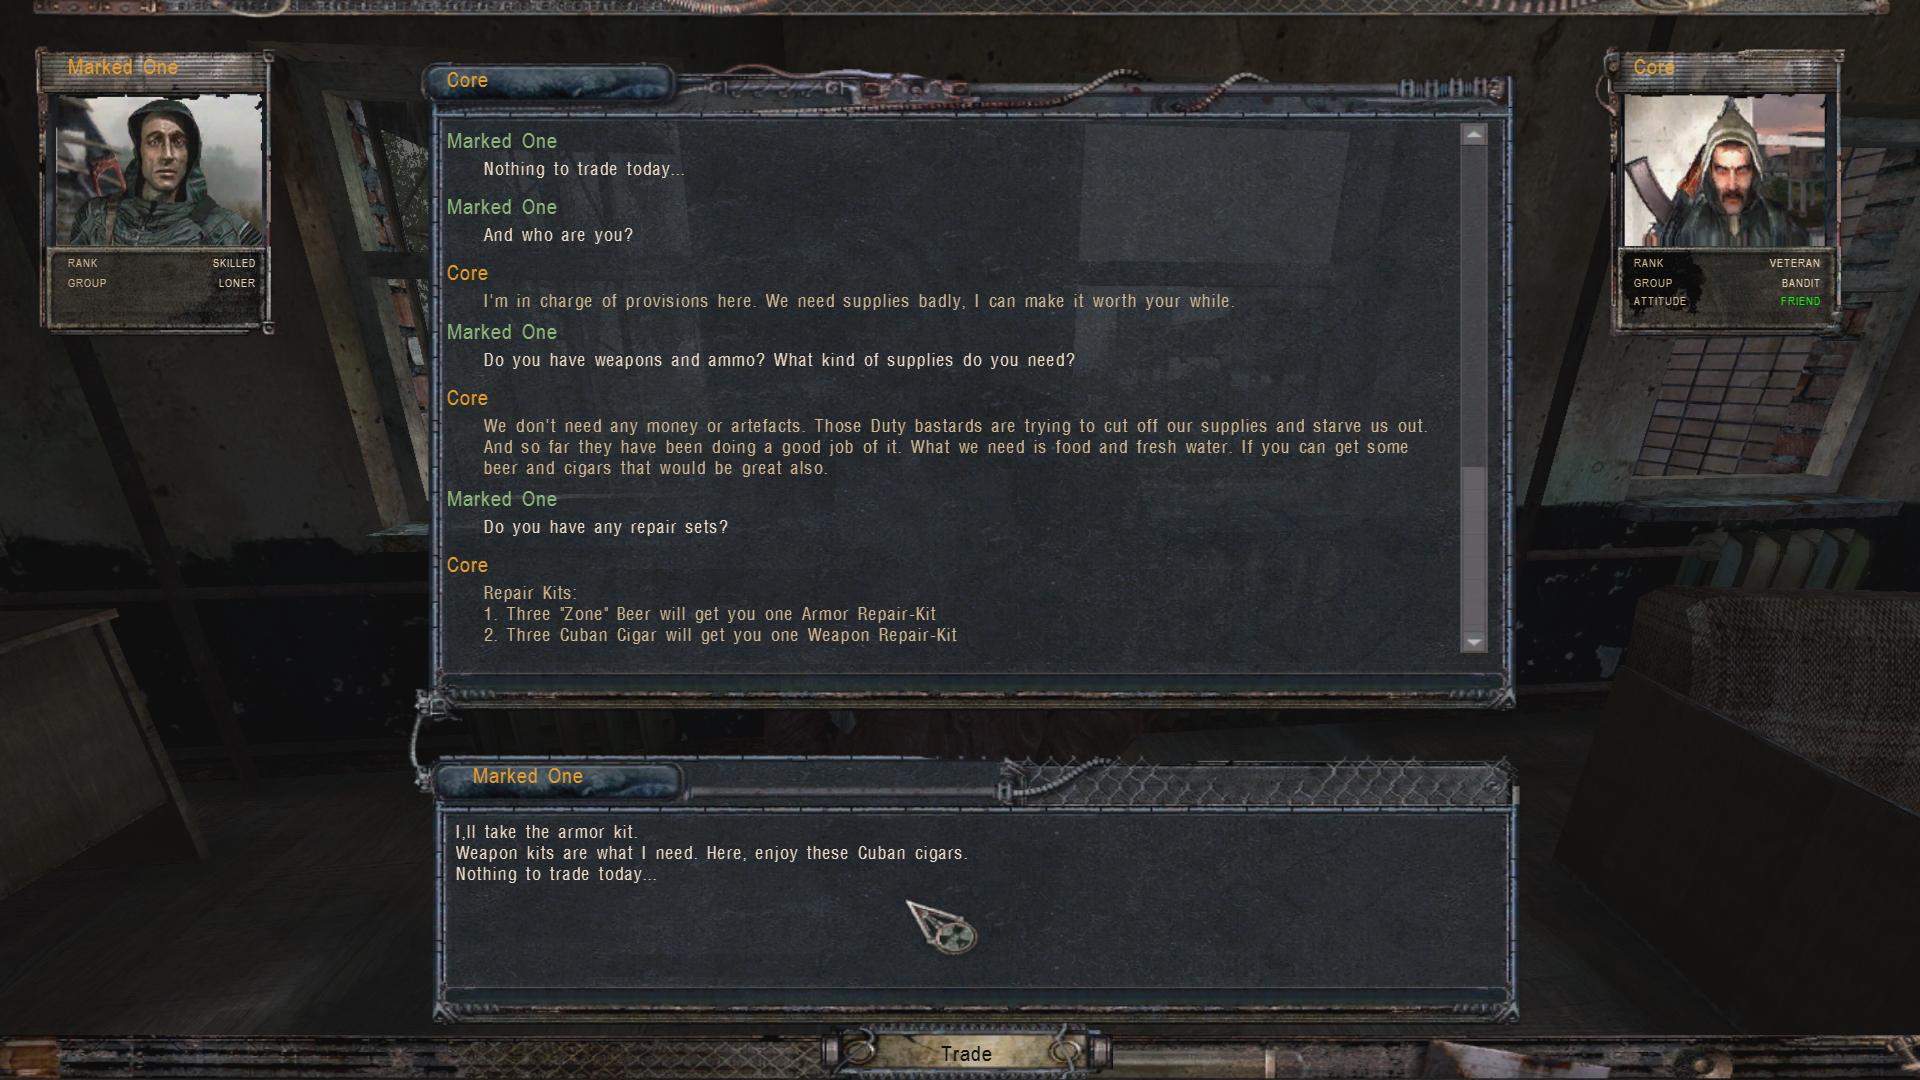 Marked One
RANK SKILLED
GROUP LONER
Core
RANK VETERAN
GROUP BANDIT
ATTITUDE FRIEND
Core
Marked One
Nothing to trade today...
Marked One
And who are you?
Core
I'm in charge of provisions here. We need supplies badly, I can make it worth your while.
Marked One
Do you have weapons and ammo? What kind of supplies do you need?
Core
We don't need any money or artefacts. Those Duty bastards are trying to cut off our supplies and starve us out.
And so far they have been doing a good job of it. What we need is food and fresh water. If you can get some
beer and cigars that would be great also.
Marked One
Do you have any repair sets?
Core
Repair Kits:
1. Three "Zone" Beer will get you one Armor Repair-Kit
2. Three Cuban Cigar will get you one Weapon Repair-Kit
Marked One
I,ll take the armor kit.
Weapon kits are what I need. Here, enjoy these Cuban cigars.
Nothing to trade today...
Trade